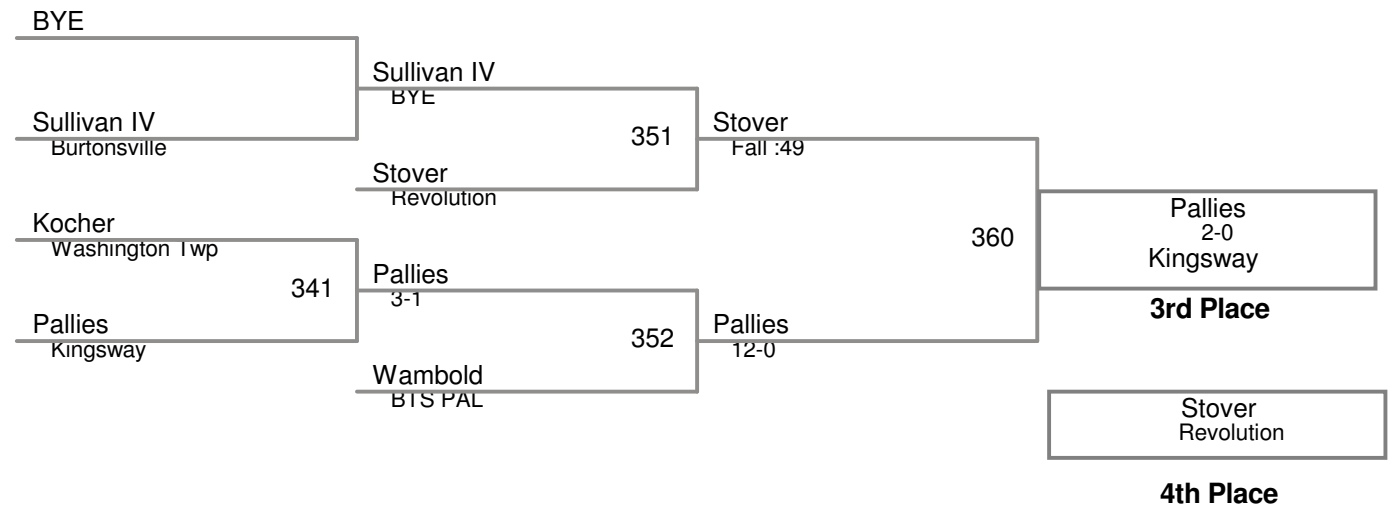 BYE
Sullivan IV
BYE
Sullivan IV
Burtonsville
351
Stover
Fall :49
Stover
Revolution
Kocher
Washington Twp
360
Pallies
2-0
Kingsway
3rd Place
341
Pallies
3-1
Pallies
Kingsway
352
Pallies
12-0
Wambold
BTS PAL
Stover
Revolution
4th Place